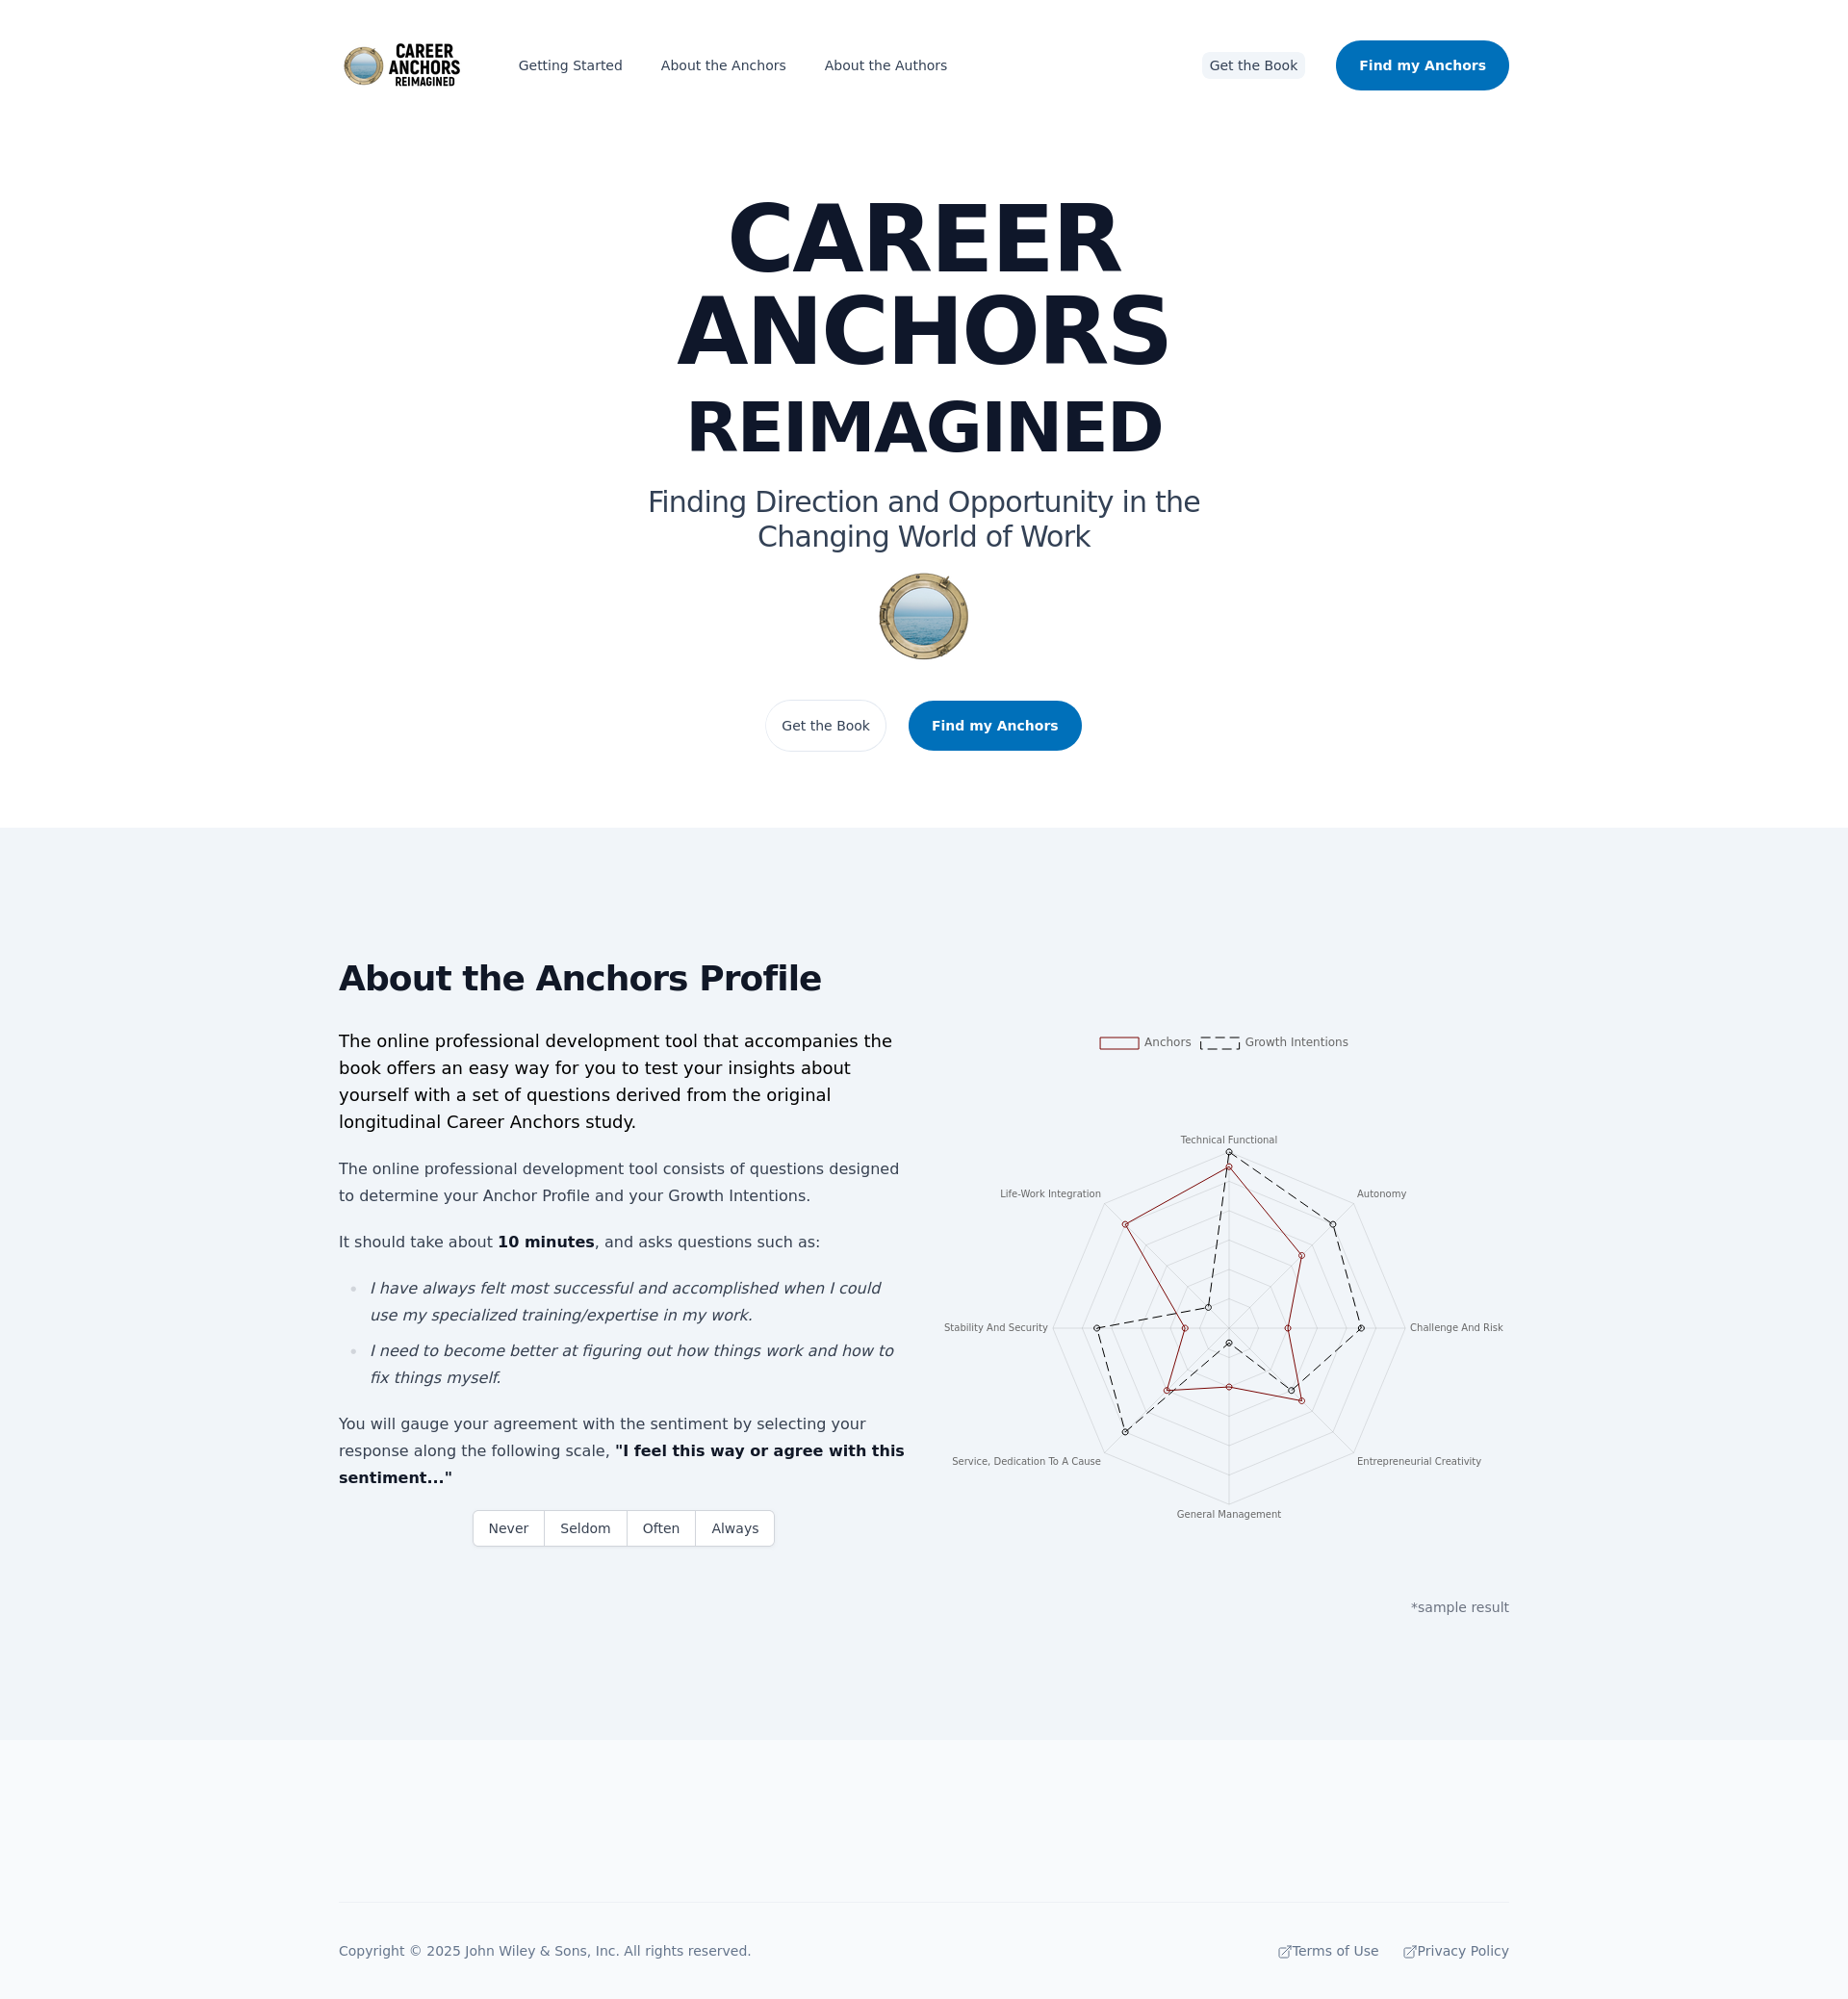 CAREER
ANCHORS
REIMAGINED
Getting Started
About the Anchors
About the Authors
Get the Book
Find my Anchors
CAREER
ANCHORS
REIMAGINED
Finding Direction and Opportunity in the
Changing World of Work
Get the Book
Find my Anchors
About the Anchors Profile
The online professional development tool that accompanies the
book offers an easy way for you to test your insights about
yourself with a set of questions derived from the original
longitudinal Career Anchors study.
The online professional development tool consists of questions designed
to determine your Anchor Profile and your Growth Intentions.
It should take about 10 minutes, and asks questions such as:
I have always felt most successful and accomplished when I could
use my specialized training/expertise in my work.
I need to become better at figuring out how things work and how to
fix things myself.
You will gauge your agreement with the sentiment by selecting your
response along the following scale, "I feel this way or agree with this
sentiment..."
Never
Seldom
Often
Always
Anchors
Growth Intentions
Technical Functional
Life-Work Integration
Autonomy
Stability And Security
Challenge And Risk
Service, Dedication To A Cause
Entrepreneurial Creativity
General Management
*sample result
Copyright © 2025 John Wiley & Sons, Inc. All rights reserved.
Terms of Use
Privacy Policy